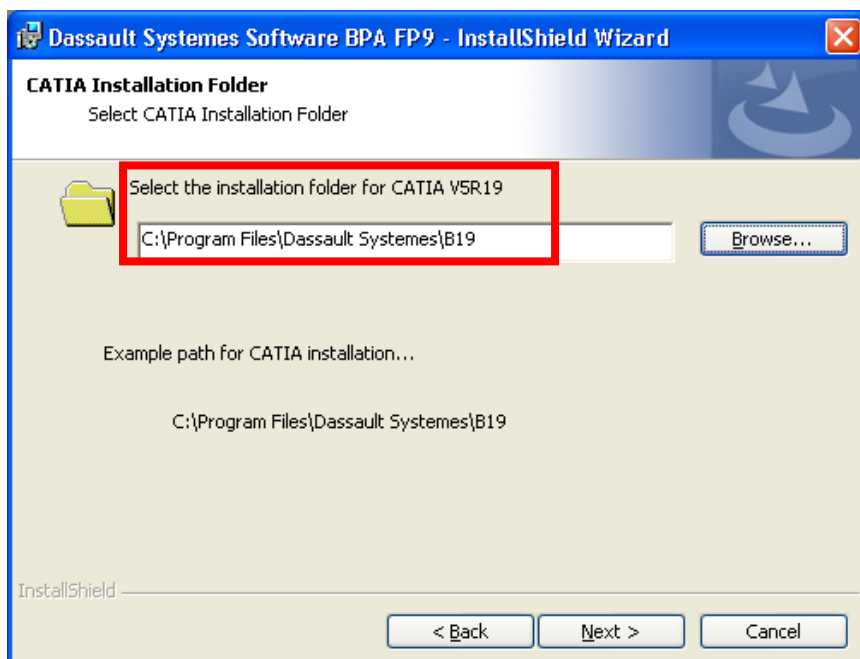 Dassault Systemes Software BPA FP9 - InstallShield Wizard
CATIA Installation Folder
Select CATIA Installation Folder
Select the installation folder for CATIA V5R19
C:\Program Files\Dassault Systemes\B19
Browse...
Example path for CATIA installation...
C:\Program Files\Dassault Systemes\B19
InstallShield
< Back
Next >
Cancel